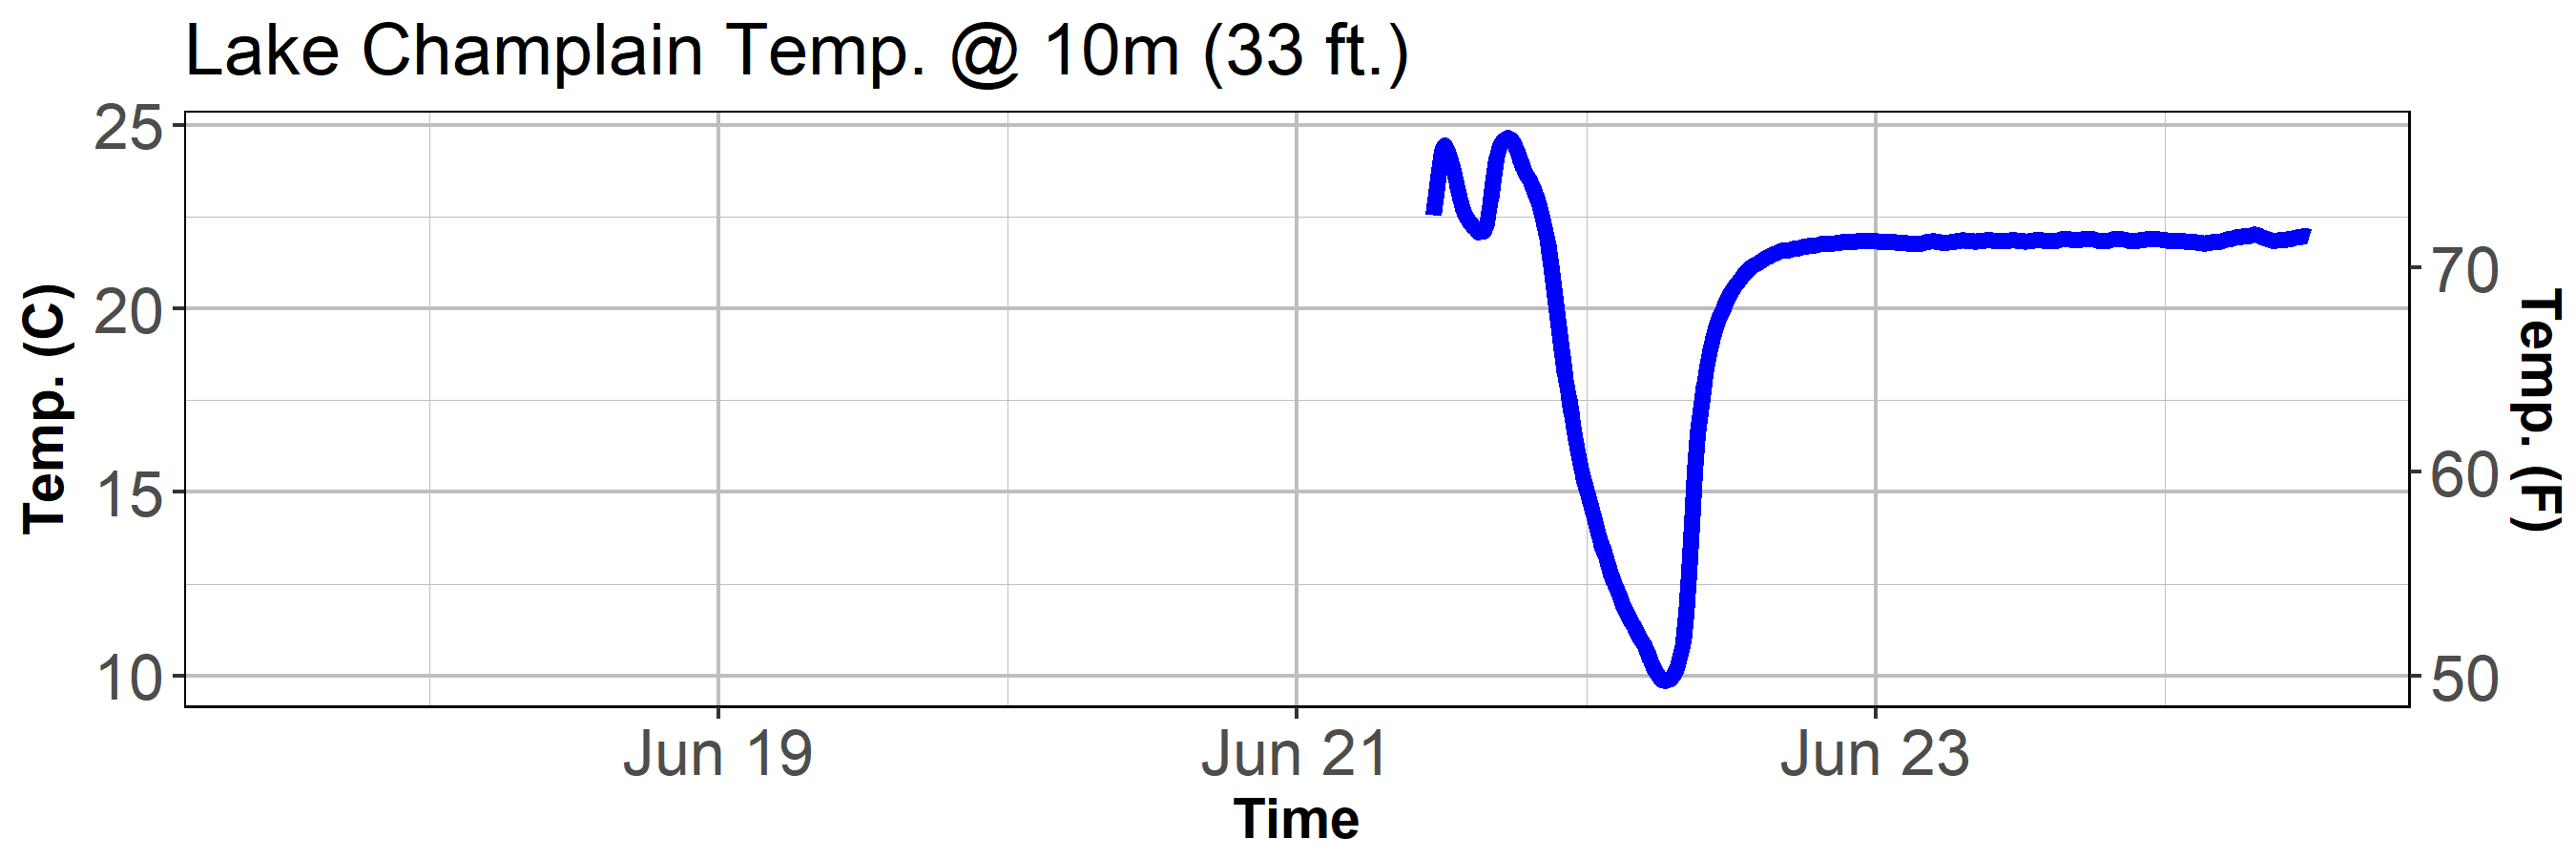 Lake Champlain Temp. @ 10m (33 ft.)
25
20
15
10
Temp. (C)
70
60
50
Temp. (F)
Jun 19 Jun 21 Jun 23
Time